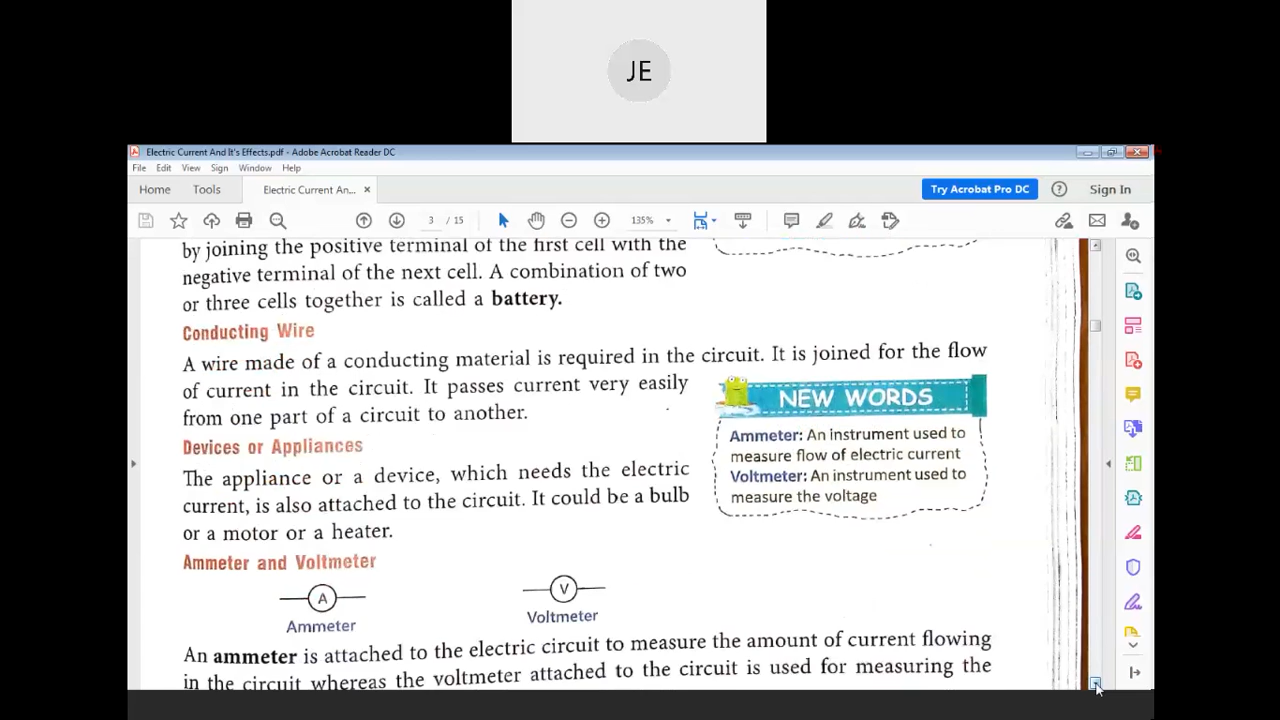 JE
Electric Current And It's Effects.pdf - Adobe Acrobat Reader DC
File Edit View Sign Window Help
Home Tools Electric Current An... × Try Acrobat Pro DC Sign In
3 / 15 135%
by joining the positive terminal of the first cell with the
negative terminal of the next cell. A combination of two
or three cells together is called a battery.
Conducting Wire
A wire made of a conducting material is required in the circuit. It is joined for the flow
of current in the circuit. It passes current very easily
from one part of a circuit to another.
NEW WORDS
Ammeter: An instrument used to
measure flow of electric current
Voltmeter: An instrument used to
measure the voltage
Devices or Appliances
The appliance or a device, which needs the electric
current, is also attached to the circuit. It could be a bulb
or a motor or a heater.
Ammeter and Voltmeter
A V
Ammeter Voltmeter
An ammeter is attached to the electric circuit to measure the amount of current flowing
in the circuit whereas the voltmeter attached to the circuit is used for measuring the